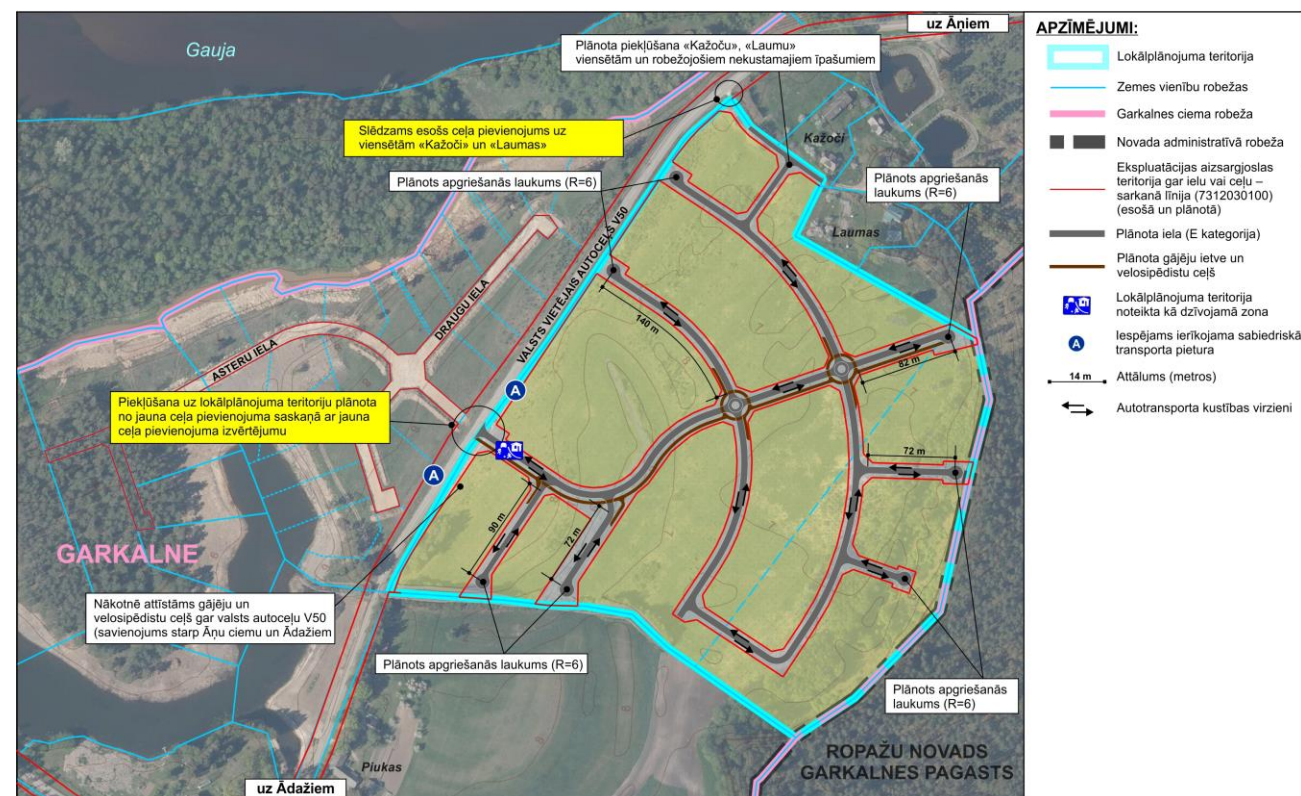 uz Āņiem
Gauja
Plānota piekļūšana «Kažoču», «Laumu»
viensētām un robežojošiem nekustamajiem īpašumiem
Slēdzams esošs ceļa pievienojums uz
viensētām «Kažoči» un «Laumas»
Kažoči
Plānots apgriešanās laukums (R=6)
Plānots apgriešanās
laukums (R=6)
Laumas
VALSTS VIETĒJAIS AUTOCEĻŠ V50
DRAUGU IELA
ASTERU IELA
140 m
82 m
A
Piekļūšana uz lokālplānojuma teritoriju plānota
no jauna ceļa pievienojuma saskaņā ar jauna
ceļa pievienojuma izvērtējumu
A
72 m
90 m
72 m
GARKALNE
Nākotnē attīstāms gājēju un
velosipēdistu ceļš gar valsts autoceļu V50
(savienojums starp Āņu ciemu un Ādažiem
Plānots apgriešanās laukums (R=6)
Plānots apgriešanās
laukums (R=6)
Piukas
ROPAŽU NOVADS
GARKALNES PAGASTS
uz Ādažiem
APZĪMĒJUMI:
Lokālplānojuma teritorija
Zemes vienību robežas
Garkalnes ciema robeža
Novada administratīvā robeža
Ekspluatācijas aizsargjoslas
teritorija gar ielu vai ceļu –
sarkanā līnija (7312030100)
(esošā un plānotā)
Plānota iela (E kategorija)
Plānota gājēju ietve un
velosipēdistu ceļš
Lokālplānojuma teritorija
noteikta kā dzīvojamā zona
A
Iespējams ierīkojama sabiedriskā
transporta pietura
14 m
Attālums (metros)
Autotransporta kustības virzieni